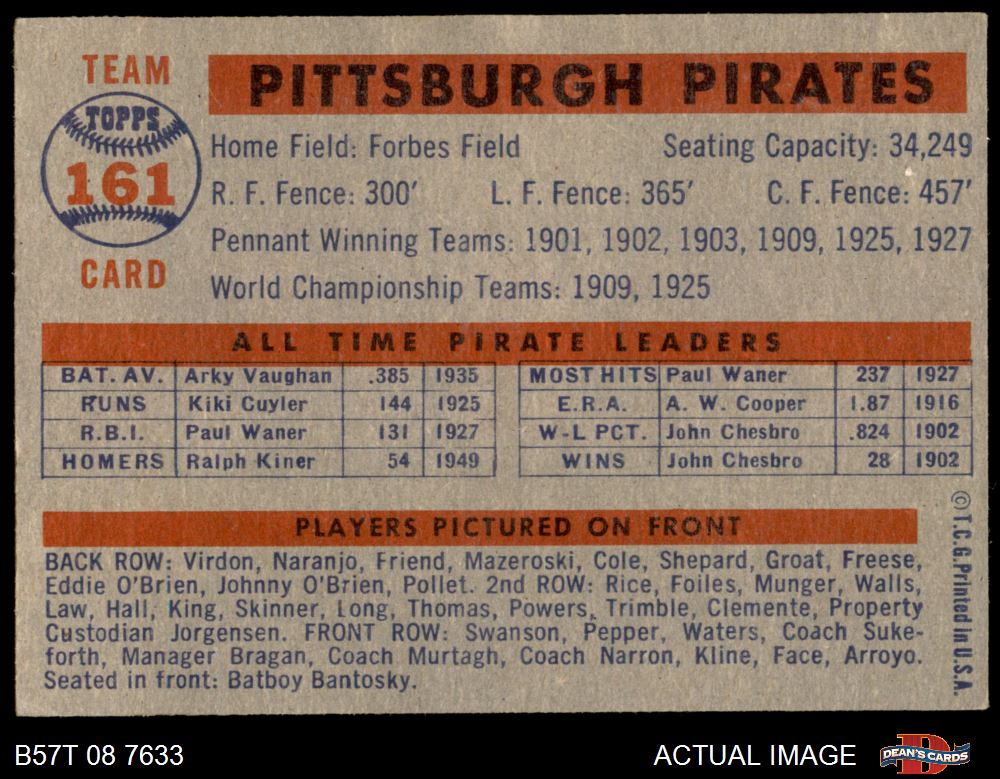 TEAM
TOPPS
161
CARD
PITTSBURGH PIRATES
Home Field: Forbes Field Seating Capacity: 34,249
R. F. Fence: 300′ L. F. Fence: 365′ C. F. Fence: 457′
Pennant Winning Teams: 1901, 1902, 1903, 1909, 1925, 1927
World Championship Teams: 1909, 1925
ALL TIME PIRATE LEADERS
BAT. AV. Arky Vaughan .385 1935
RUNS Kiki Cuyler 144 1925
R.B.I. Paul Waner 131 1927
HOMERS Ralph Kiner 54 1949
MOST HITS Paul Waner 237 1927
E.R.A. A. W. Cooper 1.87 1916
W-L PCT. John Chesbro .824 1902
WINS John Chesbro 28 1902
PLAYERS PICTURED ON FRONT
BACK ROW: Virdon, Naranjo, Friend, Mazeroski, Cole, Shepard, Groat, Freese,
Eddie O'Brien, Johnny O'Brien, Pollet. 2nd ROW: Rice, Foiles, Munger, Walls,
Law, Hall, King, Skinner, Long, Thomas, Powers, Trimble, Clemente, Property
Custodian Jorgensen. FRONT ROW: Swanson, Pepper, Waters, Coach Suke-
forth, Manager Bragan, Coach Murtagh, Coach Narron, Kline, Face, Arroyo.
Seated in front: Batboy Bantosky.
© T.C.G. Printed in U.S.A.
B57T 08 7633 ACTUAL IMAGE
DEAN'S CARDS